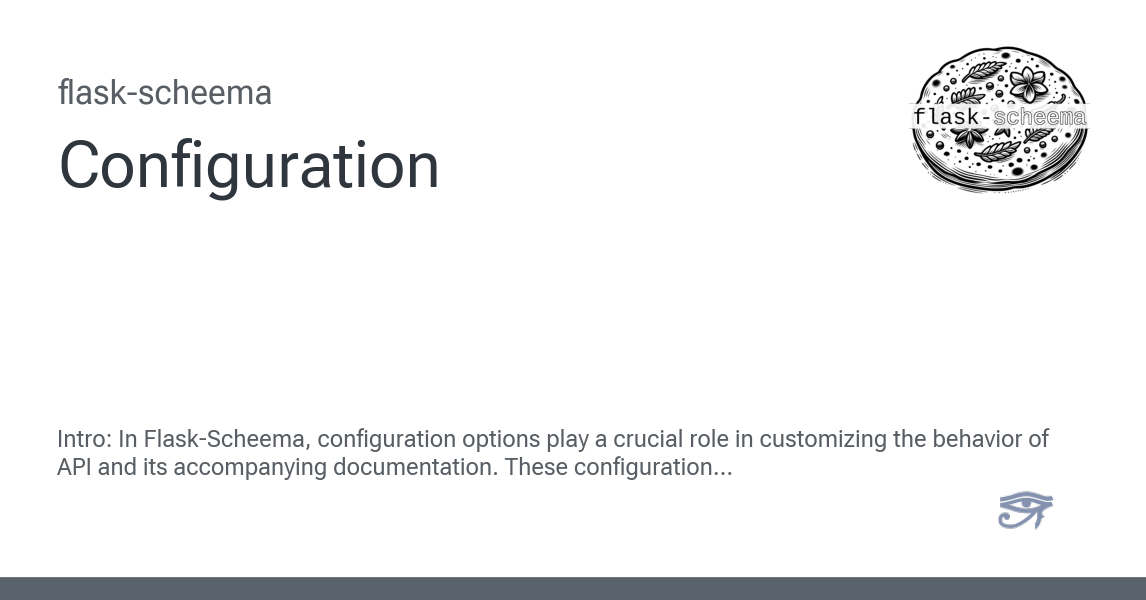 flask-scheema
Configuration
flask-scheema
Intro: In Flask-Scheema, configuration options play a crucial role in customizing the behavior of
API and its accompanying documentation. These configuration...